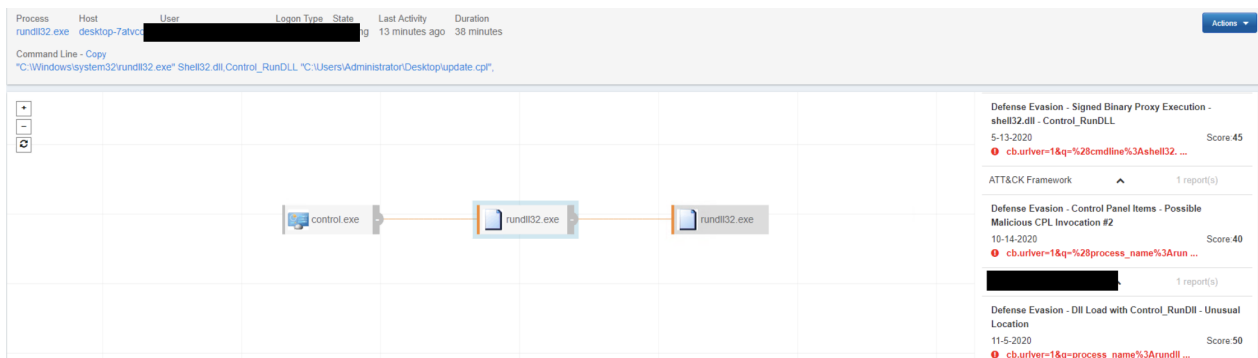 Process Host User Logon Type State Last Activity Duration
rundll32.exe desktop-7atvcc ng 13 minutes ago 38 minutes
Actions
Command Line - Copy
"C:\Windows\system32\rundll32.exe" Shell32.dll,Control_RunDLL "C:\Users\Administrator\Desktop\update.cpl",
control.exe
rundll32.exe
rundll32.exe
Defense Evasion - Signed Binary Proxy Execution -
shell32.dll - Control_RunDLL
5-13-2020 Score:45
cb.urlver=1&q=%28cmdline%3Ashell32. ...
ATT&CK Framework 1 report(s)
Defense Evasion - Control Panel Items - Possible
Malicious CPL Invocation #2
10-14-2020 Score:40
cb.urlver=1&q=%28process_name%3Arun ...
1 report(s)
Defense Evasion - Dll Load with Control_RunDll - Unusual
Location
11-5-2020 Score:50
cb.urlver=1&q=process_name%3Arundll ...